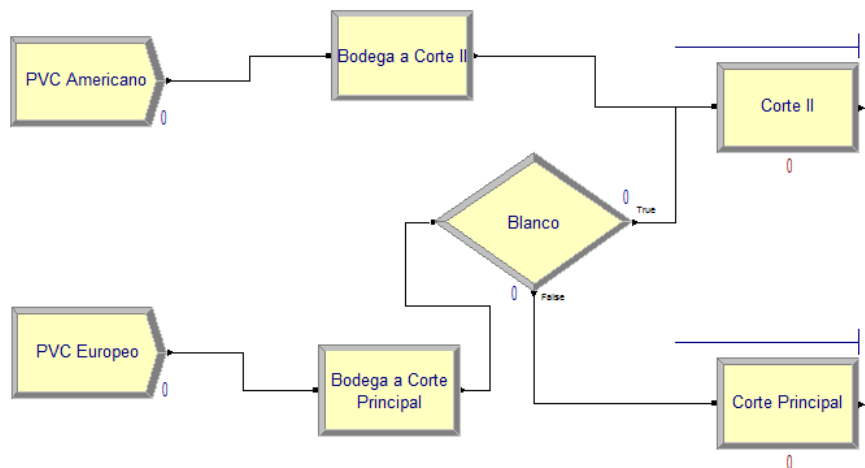 PVC Americano
0
Bodega a Corte II
Corte II
0
Blanco
0
True
0
False
PVC Europeo
0
Bodega a Corte
Principal
Corte Principal
0